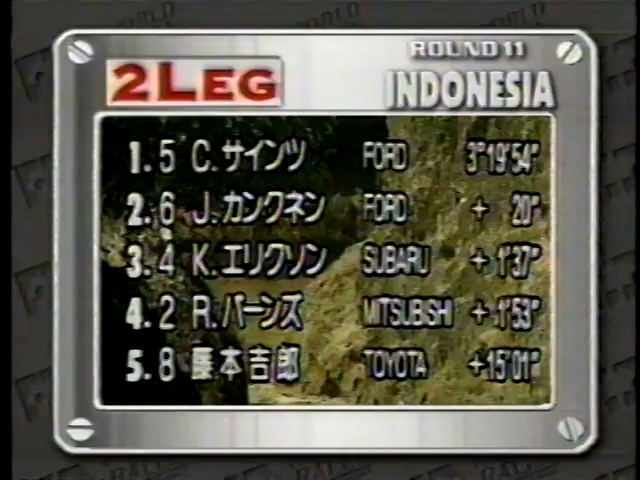 ROUND 11
2LEG INDONESIA
1. 5 C.サインツ FORD 3°19'54"
2. 6 J.カンクネン FORD + 20"
3. 4 K.エリクソン SUBARU + 1'37"
4. 2 R.バーンズ MITSUBISHI + 1'53"
5. 8 藤本吉郎 TOYOTA +15'01"